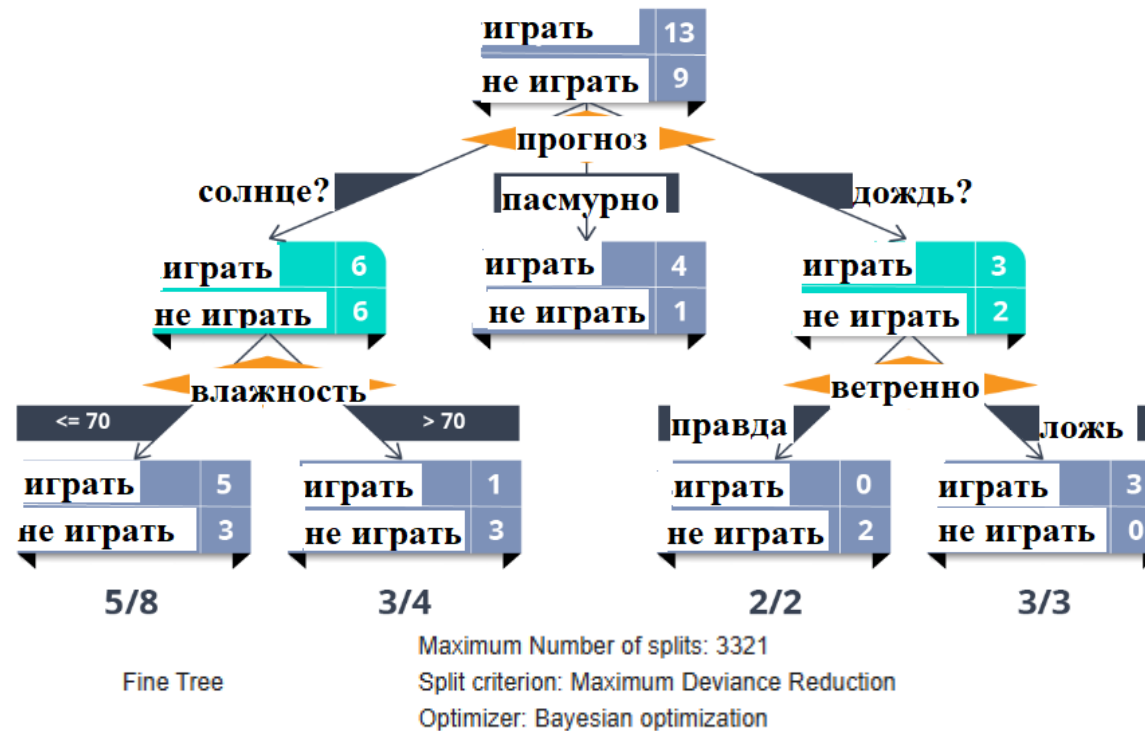 играть 13
не играть 9
прогноз
солнце?
пасмурно
дождь?
играть 6
не играть 6
играть 4
не играть 1
играть 3
не играть 2
влажность
ветренно
<= 70
> 70
правда
ложь
играть 5
не играть 3
играть 1
не играть 3
играть 0
не играть 2
играть 3
не играть 0
5/8
3/4
2/2
3/3
Maximum Number of splits: 3321
Fine Tree
Split criterion: Maximum Deviance Reduction
Optimizer: Bayesian optimization